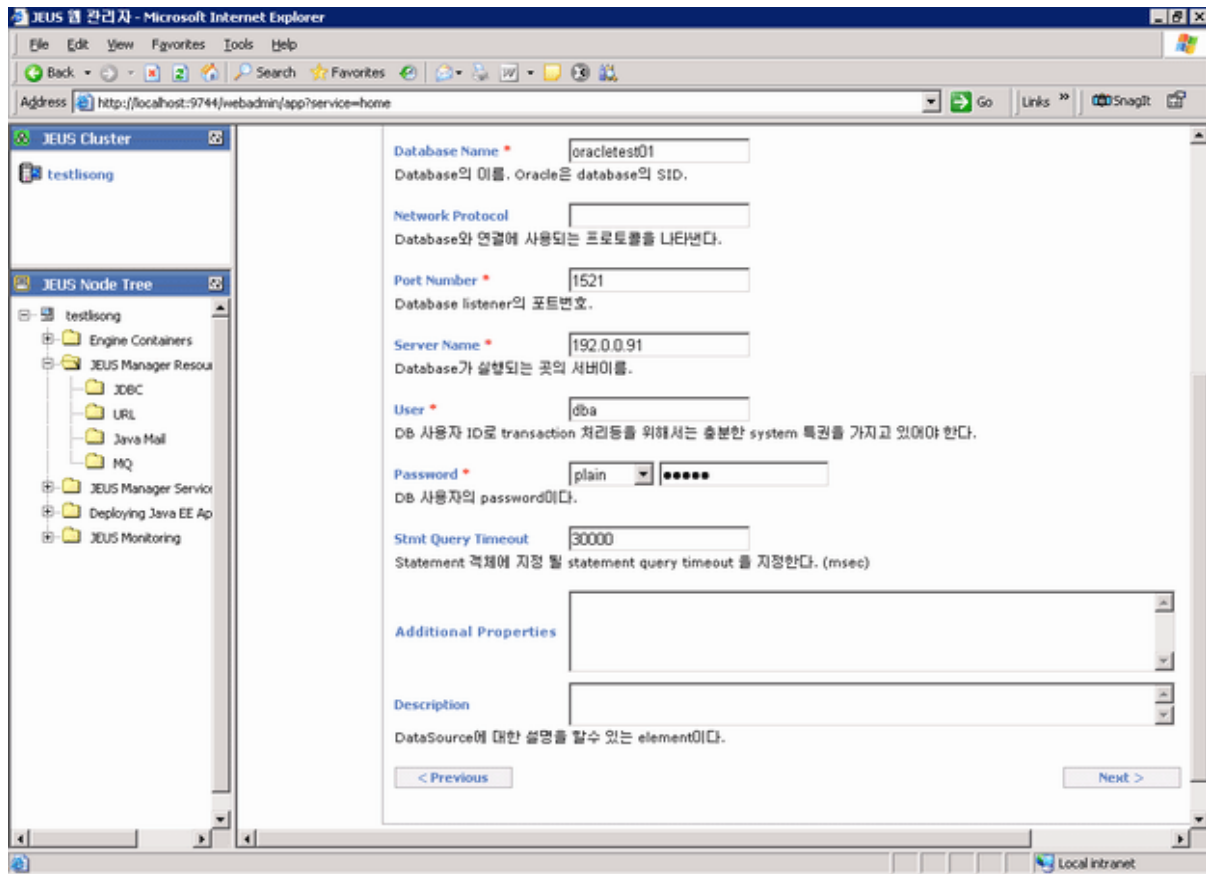 JEUS 웹 관리자 - Microsoft Internet Explorer
File Edit View Favorites Tools Help
Back Search Favorites
Address http://localhost:9744/webadmin/app?service=home Go Links » SnagIt
JEUS Cluster
testlisong
JEUS Node Tree
testlisong
Engine Containers
JEUS Manager Resour
JDBC
URL
Java Mail
MQ
JEUS Manager Service
Deploying Java EE Ap
JEUS Monitoring
Database Name * oracletest01
Database의 이름. Oracle은 database의 SID.
Network Protocol
Database와 연결에 사용되는 프로토콜을 나타낸다.
Port Number * 1521
Database listener의 포트번호.
Server Name * 192.0.0.91
Database가 실행되는 곳의 서버이름.
User * dba
DB 사용자 ID로 transaction 처리등을 위해서는 충분한 system 특권을 가지고 있어야 한다.
Password * plain ●●●●●
DB 사용자의 password이다.
Stmt Query Timeout 30000
Statement 객체에 지정 될 statement query timeout 을 지정한다. (msec)
Additional Properties
Description
DataSource에 대한 설명을 할수 있는 element이다.
< Previous Next >
Local intranet